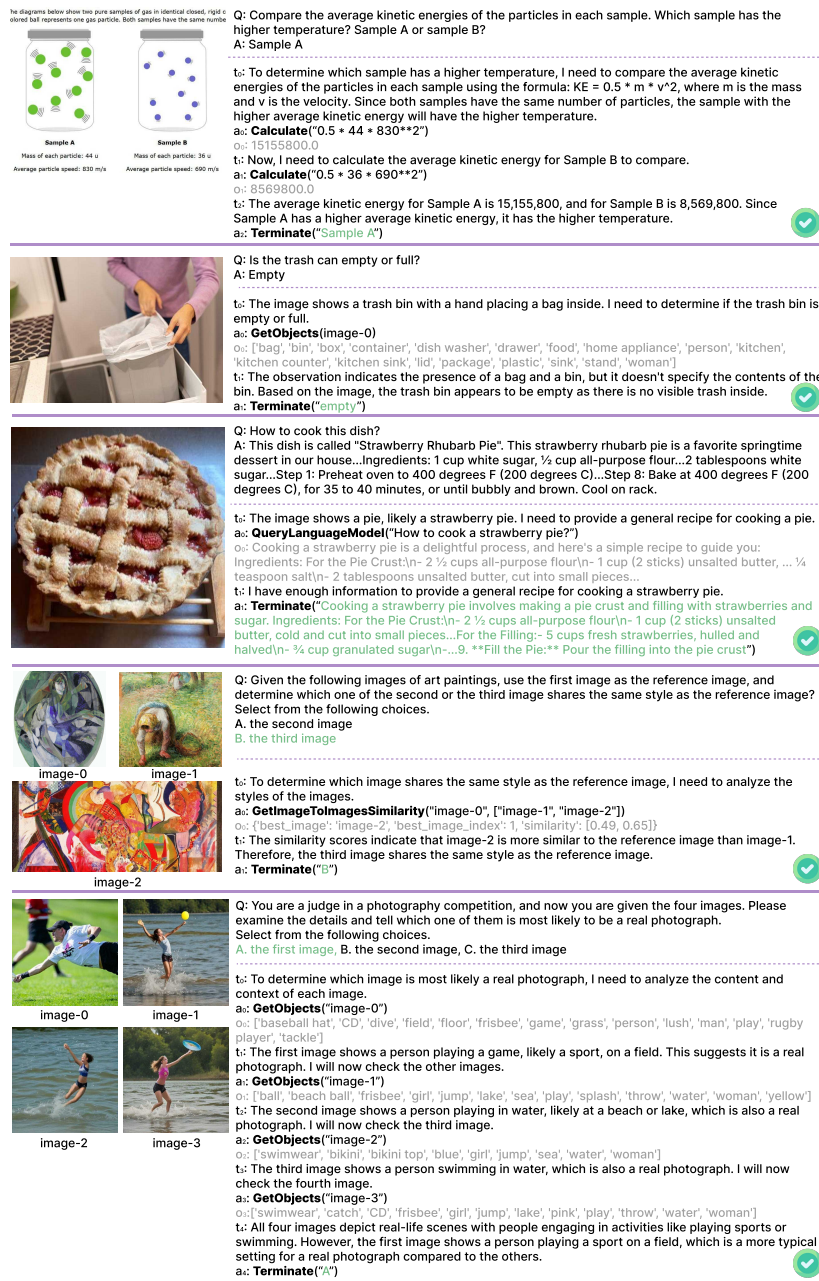 he diagrams below show two pure samples of gas in identical closed, rigid c
olored ball represents one gas particle. Both samples have the same numbe
Sample A
Mass of each particle: 44 u
Average particle speed: 830 m/s
Sample B
Mass of each particle: 36 u
Average particle speed: 690 m/s
Q: Compare the average kinetic energies of the particles in each sample. Which sample has the
higher temperature? Sample A or sample B?
A: Sample A
t₀: To determine which sample has a higher temperature, I need to compare the average kinetic
energies of the particles in each sample using the formula: KE = 0.5 * m * v^2, where m is the mass
and v is the velocity. Since both samples have the same number of particles, the sample with the
higher average kinetic energy will have the higher temperature.
a₀: Calculate(“0.5 * 44 * 830**2”)
o₀: 15155800.0
t₁: Now, I need to calculate the average kinetic energy for Sample B to compare.
a₁: Calculate(“0.5 * 36 * 690**2”)
o₁: 8569800.0
t₂: The average kinetic energy for Sample A is 15,155,800, and for Sample B is 8,569,800. Since
Sample A has a higher average kinetic energy, it has the higher temperature.
a₂: Terminate(“Sample A”)
Q: Is the trash can empty or full?
A: Empty
t₀: The image shows a trash bin with a hand placing a bag inside. I need to determine if the trash bin is
empty or full.
a₀: GetObjects(image-0)
o₀: ['bag', 'bin', 'box', 'container', 'dish washer', 'drawer', 'food', 'home appliance', 'person', 'kitchen',
'kitchen counter', 'kitchen sink', 'lid', 'package', 'plastic', 'sink', 'stand', 'woman']
t₁: The observation indicates the presence of a bag and a bin, but it doesn't specify the contents of the
bin. Based on the image, the trash bin appears to be empty as there is no visible trash inside.
a₁: Terminate(“empty”)
Q: How to cook this dish?
A: This dish is called "Strawberry Rhubarb Pie". This strawberry rhubarb pie is a favorite springtime
dessert in our house...Ingredients: 1 cup white sugar, ½ cup all-purpose flour...2 tablespoons white
sugar...Step 1: Preheat oven to 400 degrees F (200 degrees C)...Step 8: Bake at 400 degrees F (200
degrees C), for 35 to 40 minutes, or until bubbly and brown. Cool on rack.
t₀: The image shows a pie, likely a strawberry pie. I need to provide a general recipe for cooking a pie.
a₀: QueryLanguageModel(“How to cook a strawberry pie?”)
o₀: Cooking a strawberry pie is a delightful process, and here's a simple recipe to guide you:
Ingredients: For the Pie Crust:\n- 2 ½ cups all-purpose flour\n- 1 cup (2 sticks) unsalted butter, ... ¼
teaspoon salt\n- 2 tablespoons unsalted butter, cut into small pieces...
t₁: I have enough information to provide a general recipe for cooking a strawberry pie.
a₁: Terminate(“Cooking a strawberry pie involves making a pie crust and filling with strawberries and
sugar. Ingredients: For the Pie Crust:\n- 2 ½ cups all-purpose flour\n- 1 cup (2 sticks) unsalted
butter, cold and cut into small pieces...For the Filling:- 5 cups fresh strawberries, hulled and
halved\n- ¾ cup granulated sugar\n-...9. **Fill the Pie:** Pour the filling into the pie crust”)
image-0
image-1
image-2
Q: Given the following images of art paintings, use the first image as the reference image, and
determine which one of the second or the third image shares the same style as the reference image?
Select from the following choices.
A. the second image
B. the third image
t₀: To determine which image shares the same style as the reference image, I need to analyze the
styles of the images.
a₀: GetImageToImagesSimilarity("image-0", ["image-1", "image-2"])
o₀: {'best_image': 'image-2', 'best_image_index': 1, 'similarity': [0.49, 0.65]}
t₁: The similarity scores indicate that image-2 is more similar to the reference image than image-1.
Therefore, the third image shares the same style as the reference image.
a₁: Terminate(“B”)
image-0
image-1
image-2
image-3
Q: You are a judge in a photography competition, and now you are given the four images. Please
examine the details and tell which one of them is most likely to be a real photograph.
Select from the following choices.
A. the first image, B. the second image, C. the third image
t₀: To determine which image is most likely a real photograph, I need to analyze the content and
context of each image.
a₀: GetObjects(“image-0”)
o₀: ['baseball hat', 'CD', 'dive', 'field', 'floor', 'frisbee', 'game', 'grass', 'person', 'lush', 'man', 'play', 'rugby
player', 'tackle']
t₁: The first image shows a person playing a game, likely a sport, on a field. This suggests it is a real
photograph. I will now check the other images.
a₁: GetObjects(“image-1”)
o₁: ['ball', 'beach ball', 'frisbee', 'girl', 'jump', 'lake', 'sea', 'play', 'splash', 'throw', 'water', 'woman', 'yellow']
t₂: The second image shows a person playing in water, likely at a beach or lake, which is also a real
photograph. I will now check the third image.
a₂: GetObjects(“image-2”)
o₂: ['swimwear', 'bikini', 'bikini top', 'blue', 'girl', 'jump', 'sea', 'water', 'woman']
t₃: The third image shows a person swimming in water, which is also a real photograph. I will now
check the fourth image.
a₃: GetObjects(“image-3”)
o₃:['swimwear', 'catch', 'CD', 'frisbee', 'girl', 'jump', 'lake', 'pink', 'play', 'throw', 'water', 'woman']
t₄: All four images depict real-life scenes with people engaging in activities like playing sports or
swimming. However, the first image shows a person playing a sport on a field, which is a more typical
setting for a real photograph compared to the others.
a₄: Terminate(“A”)